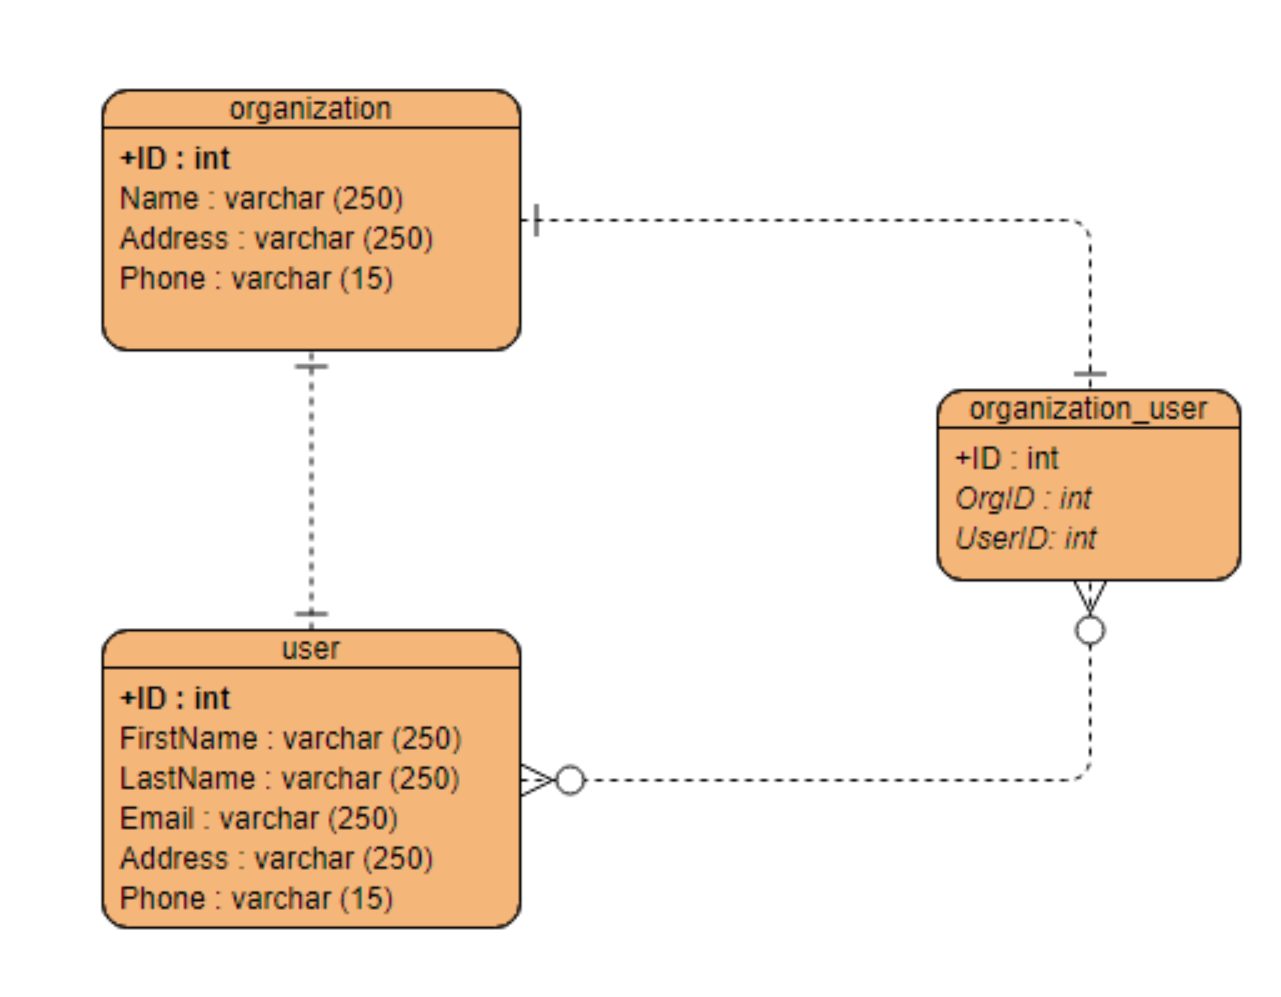 organization
+ID : int
Name : varchar (250)
Address : varchar (250)
Phone : varchar (15)
organization_user
+ID : int
OrgID : int
UserID: int
user
+ID : int
FirstName : varchar (250)
LastName : varchar (250)
Email : varchar (250)
Address : varchar (250)
Phone : varchar (15)